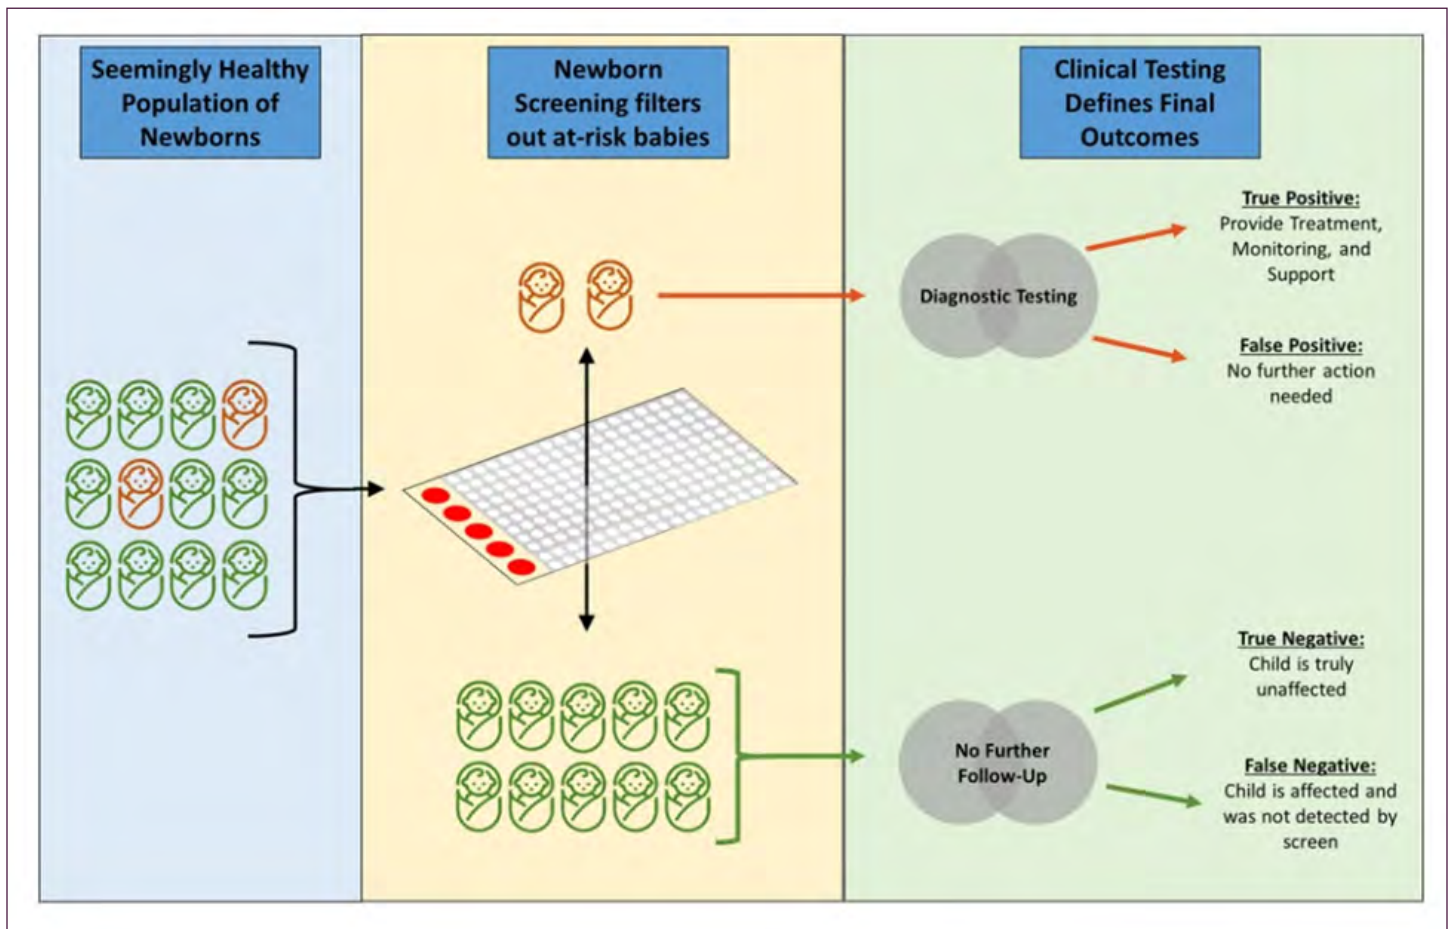 Seemingly Healthy
Population of
Newborns
Newborn
Screening filters
out at-risk babies
Clinical Testing
Defines Final
Outcomes
Diagnostic Testing
True Positive:
Provide Treatment,
Monitoring, and
Support
False Positive:
No further action
needed
No Further
Follow-Up
True Negative:
Child is truly
unaffected
False Negative:
Child is affected and
was not detected by
screen